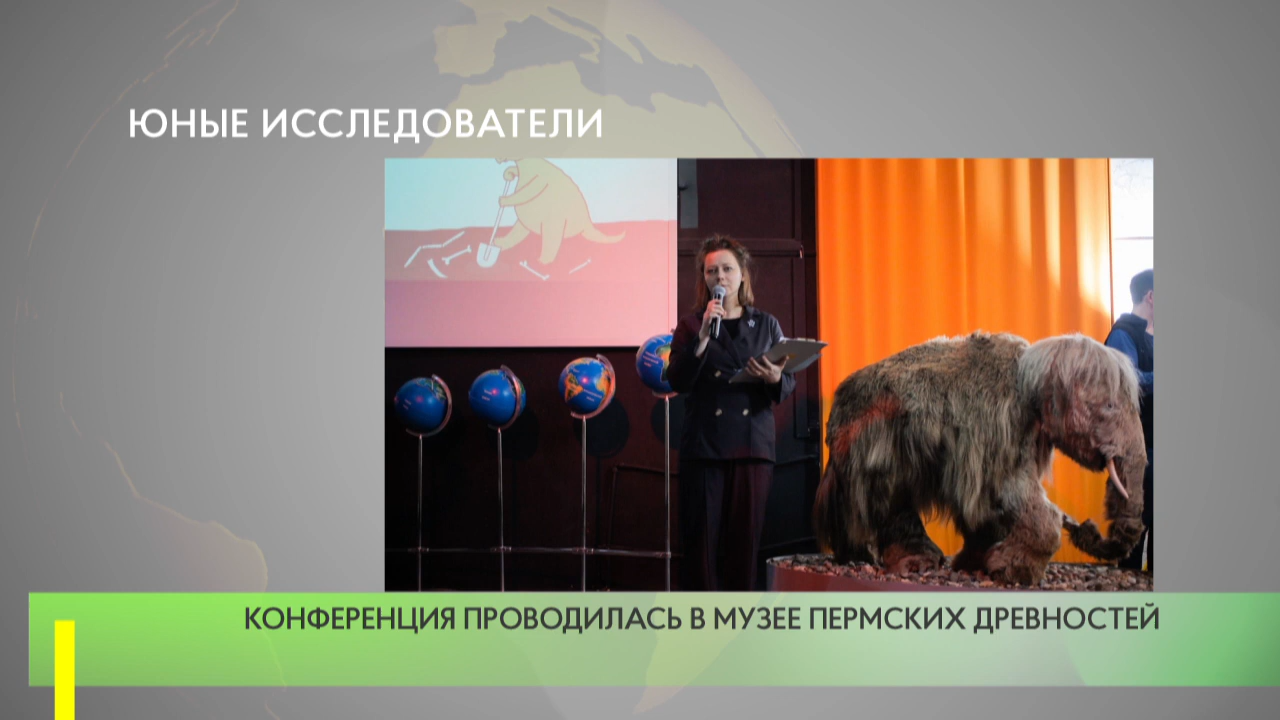 ЮНЫЕ ИССЛЕДОВАТЕЛИ
КОНФЕРЕНЦИЯ ПРОВОДИЛАСЬ В МУЗЕЕ ПЕРМСКИХ ДРЕВНОСТЕЙ